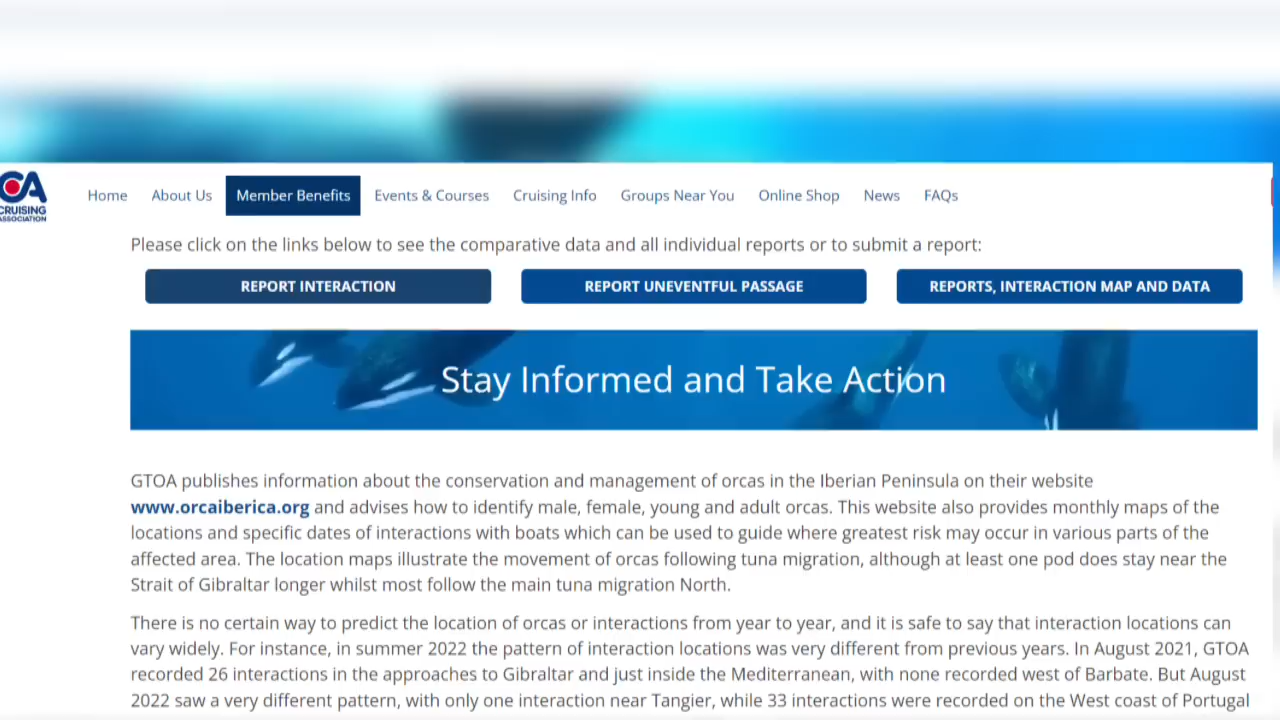 CA
CRUISING
ASSOCIATION
Home About Us Member Benefits Events & Courses Cruising Info Groups Near You Online Shop News FAQs
Please click on the links below to see the comparative data and all individual reports or to submit a report:
REPORT INTERACTION REPORT UNEVENTFUL PASSAGE REPORTS, INTERACTION MAP AND DATA
Stay Informed and Take Action
GTOA publishes information about the conservation and management of orcas in the Iberian Peninsula on their website
www.orcaiberica.org and advises how to identify male, female, young and adult orcas. This website also provides monthly maps of the
locations and specific dates of interactions with boats which can be used to guide where greatest risk may occur in various parts of the
affected area. The location maps illustrate the movement of orcas following tuna migration, although at least one pod does stay near the
Strait of Gibraltar longer whilst most follow the main tuna migration North.
There is no certain way to predict the location of orcas or interactions from year to year, and it is safe to say that interaction locations can
vary widely. For instance, in summer 2022 the pattern of interaction locations was very different from previous years. In August 2021, GTOA
recorded 26 interactions in the approaches to Gibraltar and just inside the Mediterranean, with none recorded west of Barbate. But August
2022 saw a very different pattern, with only one interaction near Tangier, while 33 interactions were recorded on the West coast of Portugal